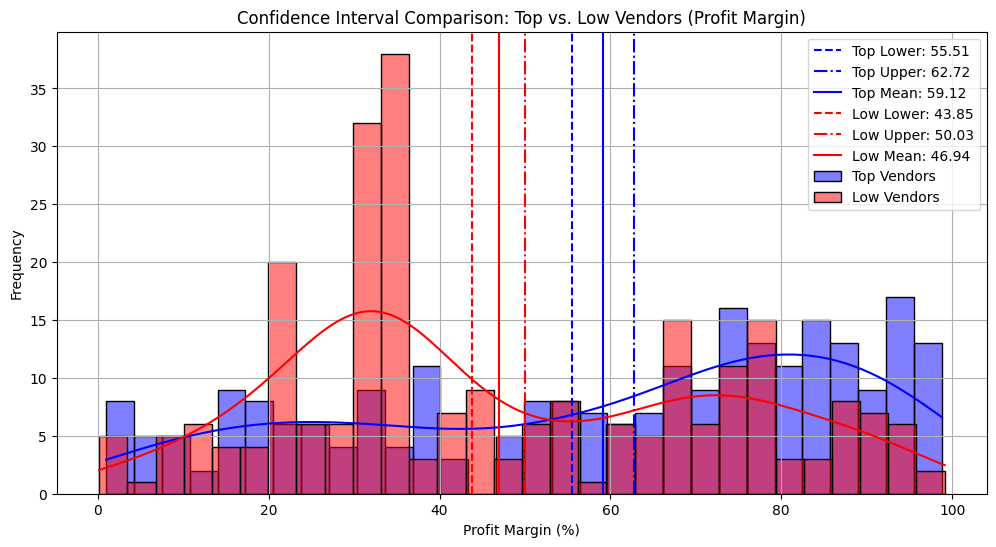 Confidence Interval Comparison: Top vs. Low Vendors (Profit Margin)
Top Lower: 55.51
Top Upper: 62.72
Top Mean: 59.12
Low Lower: 43.85
Low Upper: 50.03
Low Mean: 46.94
Top Vendors
Low Vendors
Frequency
35
30
25
20
15
10
5
0
0 20 40 60 80 100
Profit Margin (%)